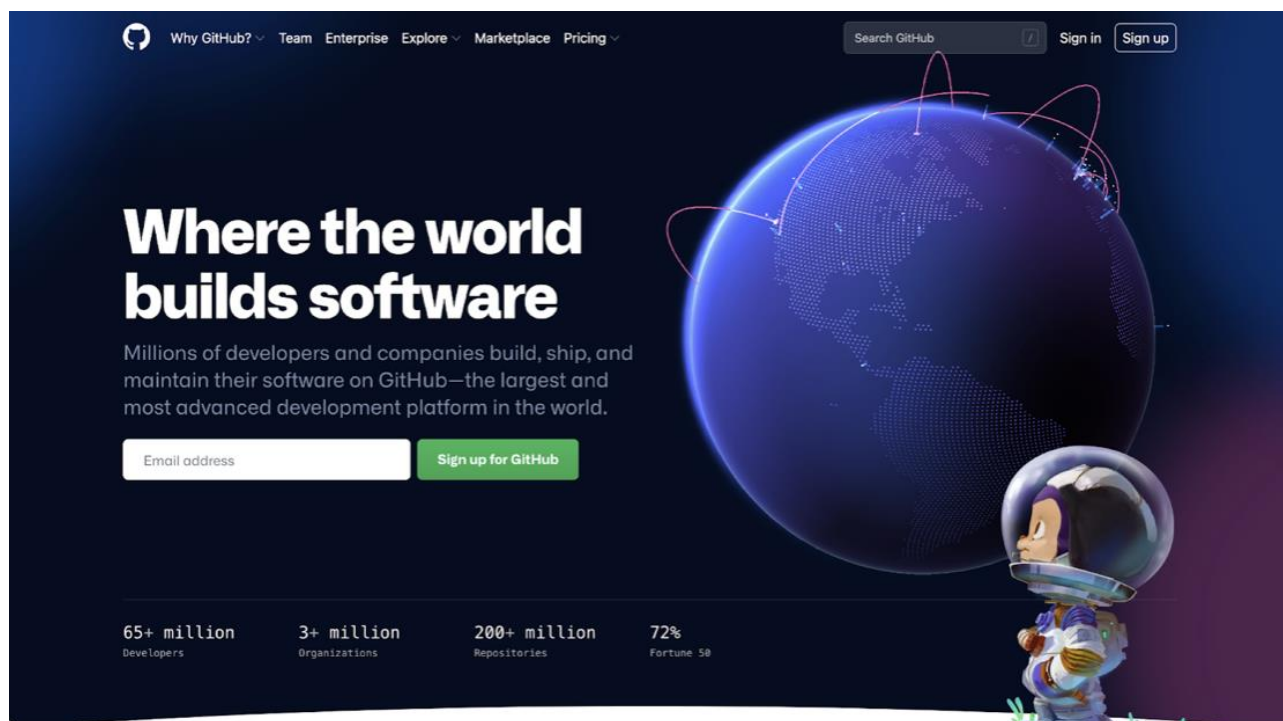 Why GitHub? Team Enterprise Explore Marketplace Pricing Search GitHub / Sign in Sign up
Where the world
builds software
Millions of developers and companies build, ship, and
maintain their software on GitHub—the largest and
most advanced development platform in the world.
Email address Sign up for GitHub
65+ million 3+ million 200+ million 72%
Developers Organizations Repositories Fortune 50